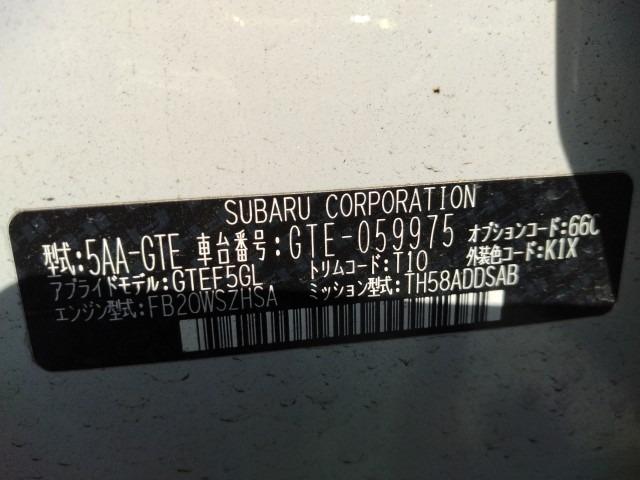 SUBARU CORPORATION
型式:5AA-GTE 車台番号:GTE-059975 オプションコード:66C
アプライドモデル:GTEF5GL トリムコード:T10 外装色コード:K1X
エンジン型式:FB20WSZHSA ミッション型式:TH58ADDSAB